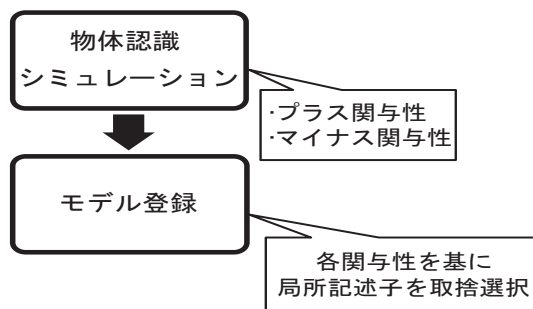 物体認識
シミュレーション
·プラス関与性
·マイナス関与性
モデル登録
各関与性を基に
局所記述子を取捨選択